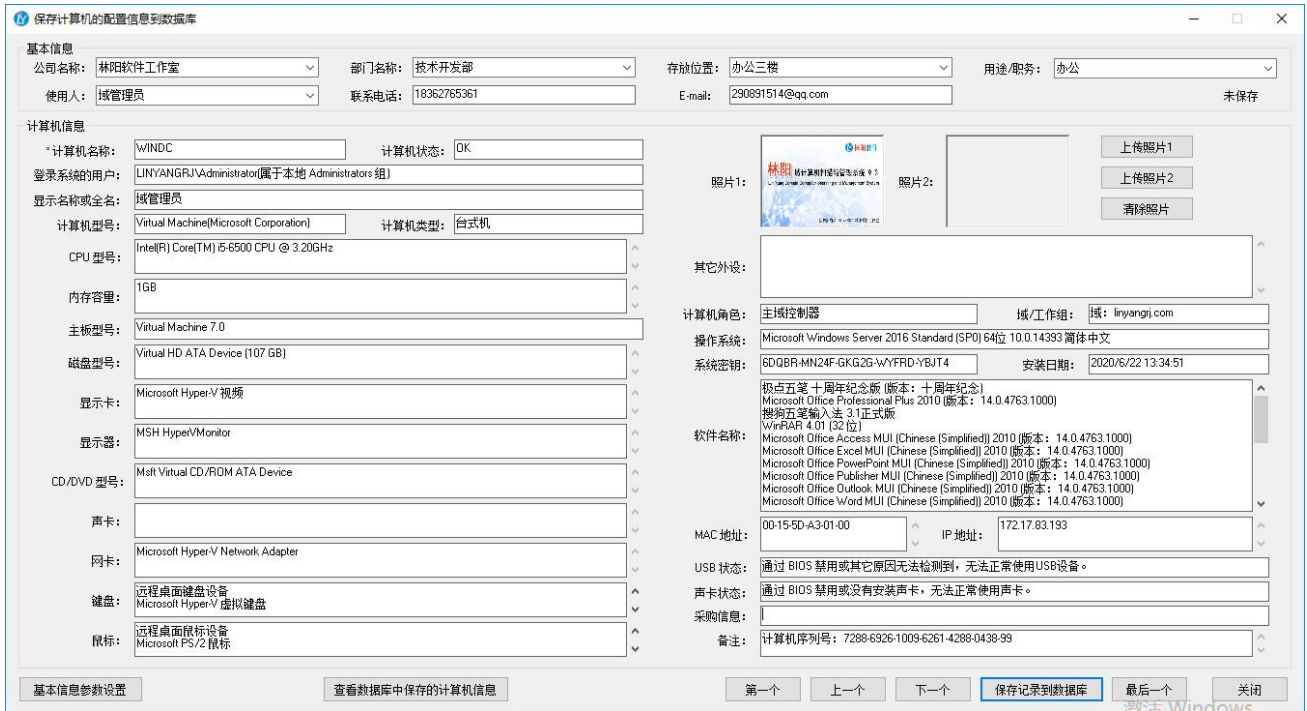 保存计算机的配置信息到数据库
基本信息
公司名称： 林阳软件工作室 部门名称： 技术开发部 存放位置： 办公三楼 用途/职务： 办公
使用人： 域管理员 联系电话： 18362765361 E-mail: 290891514@qq.com 未保存
计算机信息
*计算机名称： WINDC 计算机状态： OK
登录系统的用户： LINYANGRJ\Administrator(属于本地 Administrators 组)
显示名称或全名： 域管理员
计算机型号： Virtual Machine(Microsoft Corporation) 计算机类型： 台式机
CPU 型号： Intel(R) Core(TM) i5-6500 CPU @ 3.20GHz
内存容量： 1GB
主板型号： Virtual Machine 7.0
磁盘型号： Virtual HD ATA Device (107 GB)
显示卡： Microsoft Hyper-V 视频
显示器： MSH HyperVMonitor
CD/DVD 型号： Msft Virtual CD/ROM ATA Device
声卡：
网卡： Microsoft Hyper-V Network Adapter
键盘： 远程桌面键盘设备
Microsoft Hyper-V 虚拟键盘
鼠标： 远程桌面鼠标设备
Microsoft PS/2 鼠标
照片1： 照片2：
林阳
上传照片1
上传照片2
清除照片
其它外设：
计算机角色： 主域控制器 域/工作组： 域：linyangrj.com
操作系统： Microsoft Windows Server 2016 Standard (SP0) 64位 10.0.14393 简体中文
系统密钥： 6DQBR-MN24F-GKG2G-WYFRD-YBJT4 安装日期： 2020/6/22 13:34:51
软件名称： 极点五笔 十周年纪念版 (版本：十周年纪念)
Microsoft Office Professional Plus 2010 (版本：14.0.4763.1000)
搜狗五笔输入法 3.1正式版
WinRAR 4.01 (32 位)
Microsoft Office Access MUI (Chinese (Simplified)) 2010 (版本：14.0.4763.1000)
Microsoft Office Excel MUI (Chinese (Simplified)) 2010 (版本：14.0.4763.1000)
Microsoft Office PowerPoint MUI (Chinese (Simplified)) 2010 (版本：14.0.4763.1000)
Microsoft Office Publisher MUI (Chinese (Simplified)) 2010 (版本：14.0.4763.1000)
Microsoft Office Outlook MUI (Chinese (Simplified)) 2010 (版本：14.0.4763.1000)
Microsoft Office Word MUI (Chinese (Simplified)) 2010 (版本：14.0.4763.1000)
MAC 地址： 00-15-5D-A3-01-00 IP 地址： 172.17.83.193
USB 状态： 通过 BIOS 禁用或其它原因无法检测到，无法正常使用USB设备。
声卡状态： 通过 BIOS 禁用或没有安装声卡，无法正常使用声卡。
采购信息：
备注： 计算机序列号：7288-6926-1009-6261-4288-0438-99
基本信息参数设置 查看数据库中保存的计算机信息 第一个 上一个 下一个 保存记录到数据库 最后一个 关闭
激活 Windows